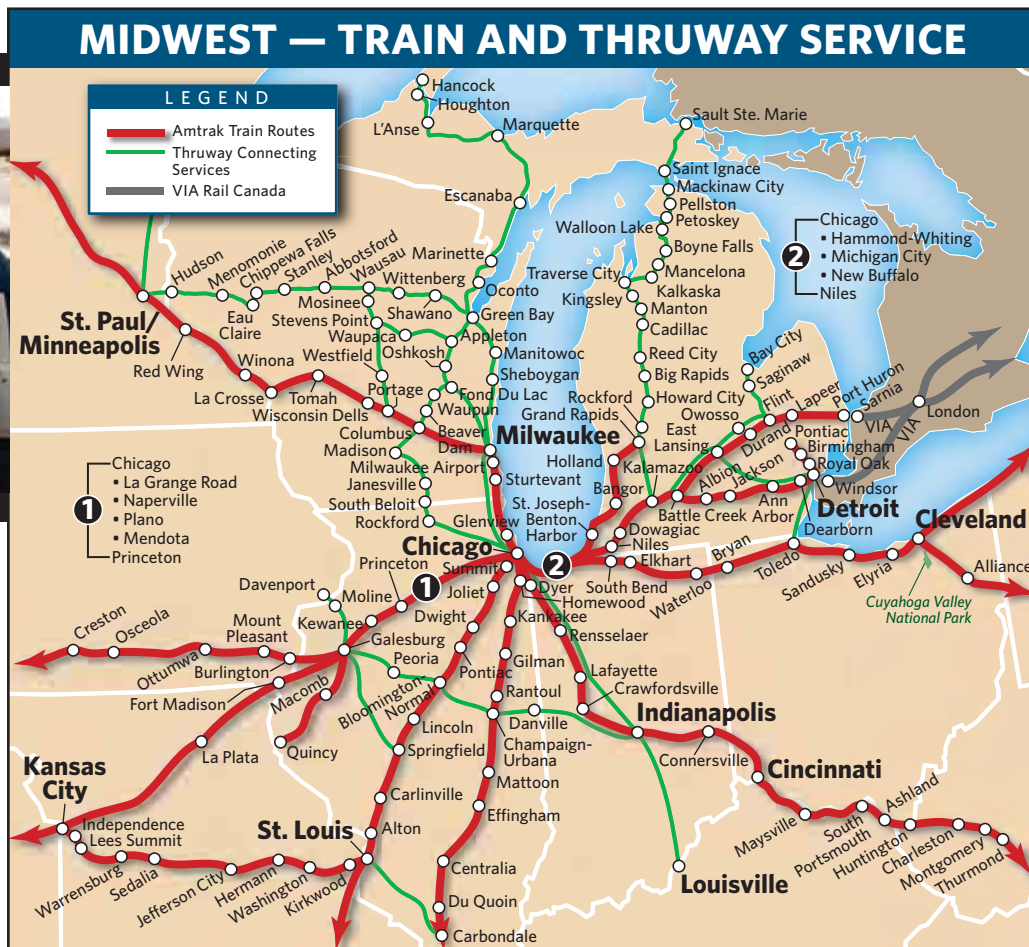 MIDWEST — TRAIN AND THRUWAY SERVICE
LEGEND
Amtrak Train Routes
Thruway Connecting
Services
VIA Rail Canada
Hancock
Houghton
L'Anse
Marquette
Sault Ste. Marie
Saint Ignace
Mackinaw City
Pellston
Petoskey
Walloon Lake
Boyne Falls
Mancelona
Traverse City
Kalkaska
Kingsley
Manton
Cadillac
Reed City
Big Rapids
Howard City
Rockford
Grand Rapids
2
Chicago
• Hammond-Whiting
• Michigan City
• New Buffalo
Niles
Escanaba
Marinette
Oconto
Green Bay
Hudson
Menomonie
Chippewa Falls
Stanley
Abbotsford
Wausau
Wittenberg
Eau
Claire
Mosinee
Shawano
Stevens Point
Waupaca
Appleton
Oshkosh
Manitowoc
Sheboygan
Fond Du Lac
Waupun
Beaver
Dam
St. Paul/
Minneapolis
Red Wing
Winona
La Crosse
Tomah
Westfield
Wisconsin Dells
Portage
Columbus
Madison
Milwaukee
Milwaukee Airport
Janesville
Sturtevant
South Beloit
Rockford
Glenview
Bay City
Saginaw
Flint
Lapeer
Port Huron
Sarnia
VIA
VIA
London
Owosso
East
Lansing
Durand
Pontiac
Birmingham
Royal Oak
Windsor
Detroit
Dearborn
Holland
Kalamazoo
Bangor
Albion
Jackson
Battle Creek
Ann
Arbor
St. Joseph-
Benton
Harbor
Dowagiac
Niles
1
Chicago
• La Grange Road
• Naperville
• Plano
• Mendota
Princeton
Chicago
2
Summit
Princeton
1
Joliet
Dyer
Homewood
South Bend
Elkhart
Waterloo
Bryan
Toledo
Sandusky
Elyria
Cleveland
Alliance
Cuyahoga Valley
National Park
Davenport
Moline
Kewanee
Dwight
Kankakee
Rensselaer
Creston
Osceola
Ottumwa
Mount
Pleasant
Burlington
Galesburg
Peoria
Pontiac
Gilman
Lafayette
Fort Madison
Macomb
Bloomington-
Normal
Rantoul
Crawfordsville
Danville
Indianapolis
Lincoln
Champaign-
Urbana
Connersville
La Plata
Quincy
Springfield
Mattoon
Cincinnati
Kansas
City
Carlinville
Effingham
Independence
Lees Summit
St. Louis
Alton
Maysville
South
Portsmouth
Ashland
Huntington
Charleston
Montgomery
Thurmond
Warrensburg
Sedalia
Jefferson City
Hermann
Washington
Kirkwood
Centralia
Louisville
Du Quoin
Carbondale